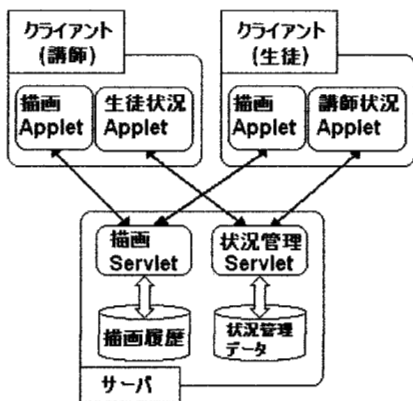 クライアント
(講師)
描画
Applet
生徒状況
Applet
クライアント
(生徒)
描画
Applet
講師状況
Applet
描画
Servlet
状況管理
Servlet
描画履歴
状況管理
データ
サーバ